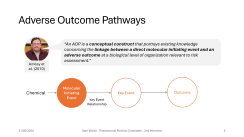 Adverse Outcome Pathways
"An AOP is a conceptual construct that portrays existing knowledge
concerning the linkage between a direct molecular initiating event and an
adverse outcome at a biological level of organization relevant to risk
assessment."
Ankley et
al. (2010)
Chemical
Molecular
Initiating
Event
Key Event
Relationship
Key Event
Outcome